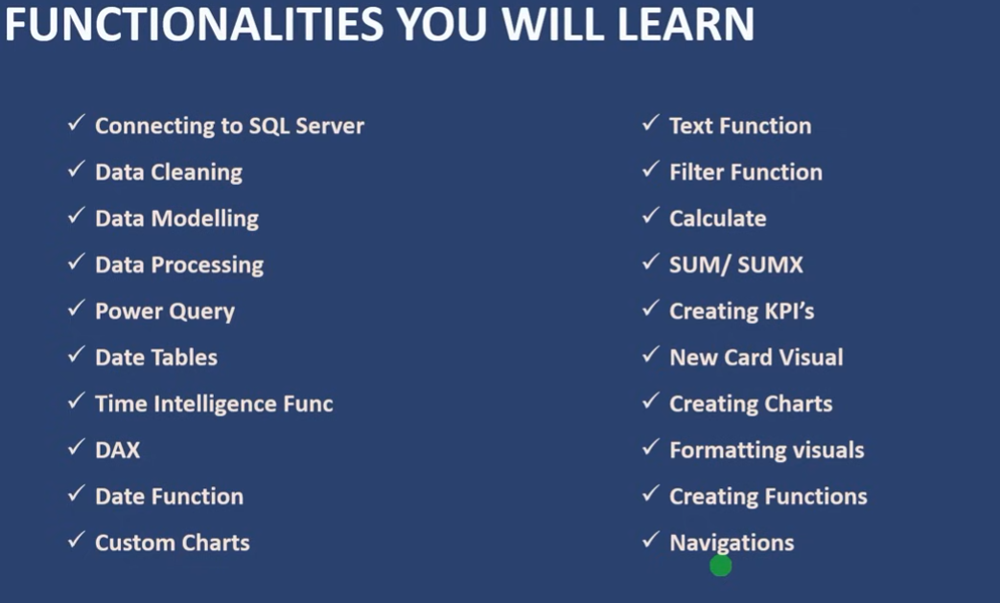 FUNCTIONALITIES YOU WILL LEARN
✓ Connecting to SQL Server
✓ Data Cleaning
✓ Data Modelling
✓ Data Processing
✓ Power Query
✓ Date Tables
✓ Time Intelligence Func
✓ DAX
✓ Date Function
✓ Custom Charts
✓ Text Function
✓ Filter Function
✓ Calculate
✓ SUM/ SUMX
✓ Creating KPI’s
✓ New Card Visual
✓ Creating Charts
✓ Formatting visuals
✓ Creating Functions
✓ Navigations